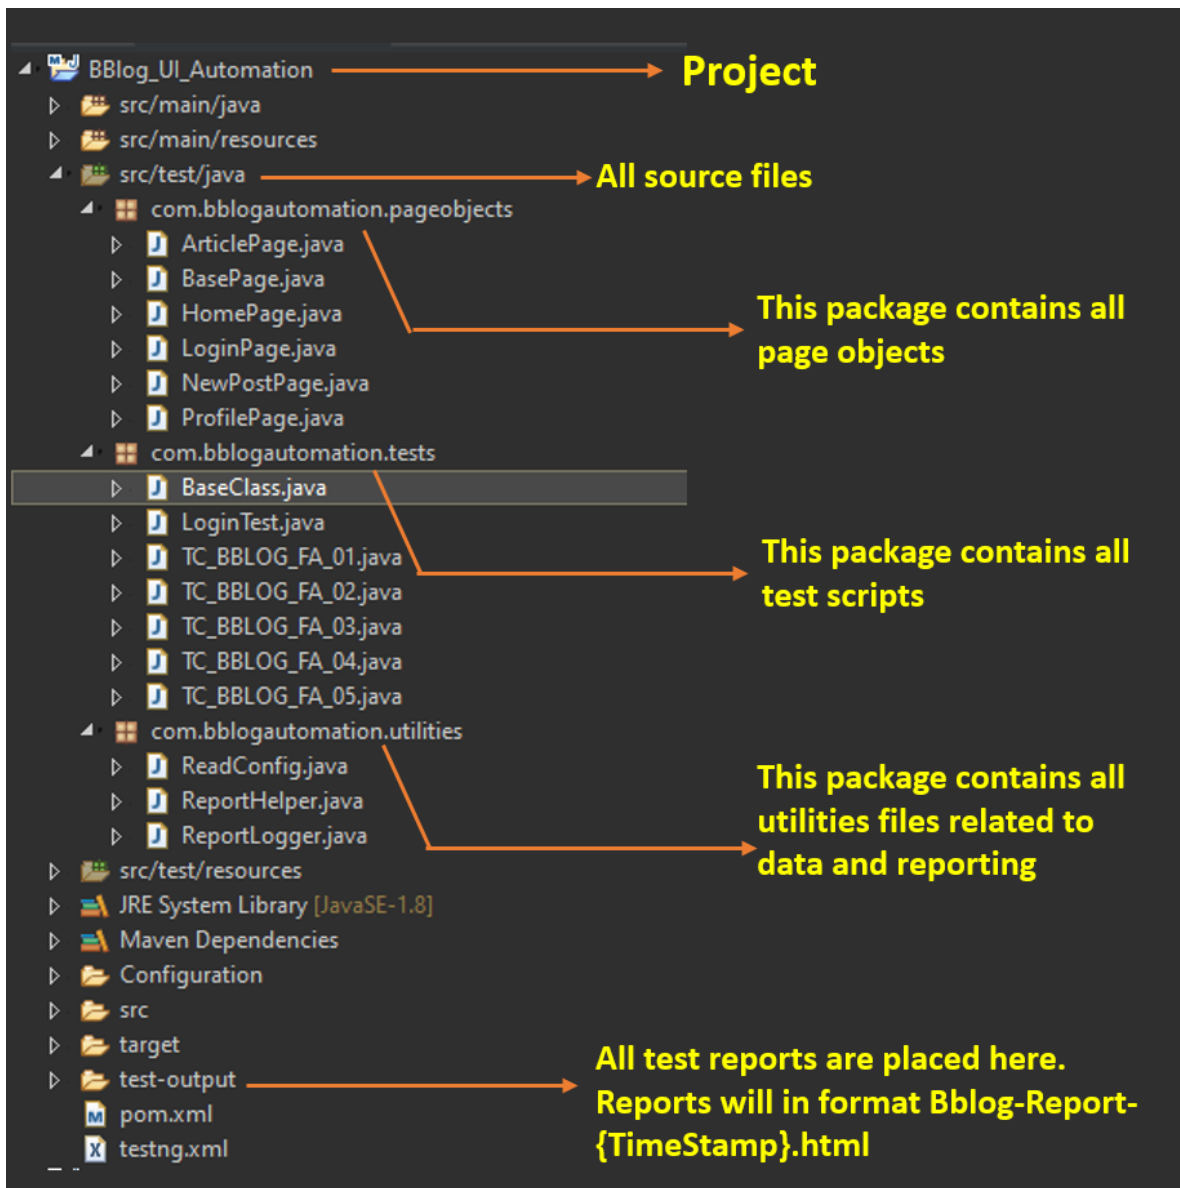 BBlog_UI_Automation
Project
src/main/java
src/main/resources
src/test/java
All source files
com.bblogautomation.pageobjects
ArticlePage.java
BasePage.java
HomePage.java
This package contains all
page objects
LoginPage.java
NewPostPage.java
ProfilePage.java
com.bblogautomation.tests
BaseClass.java
LoginTest.java
TC_BBLOG_FA_01.java
This package contains all
test scripts
TC_BBLOG_FA_02.java
TC_BBLOG_FA_03.java
TC_BBLOG_FA_04.java
TC_BBLOG_FA_05.java
com.bblogautomation.utilities
ReadConfig.java
ReportHelper.java
ReportLogger.java
This package contains all
utilities files related to
data and reporting
src/test/resources
JRE System Library [JavaSE-1.8]
Maven Dependencies
Configuration
src
target
test-output
All test reports are placed here.
Reports will in format Bblog-Report-
{TimeStamp}.html
pom.xml
testng.xml